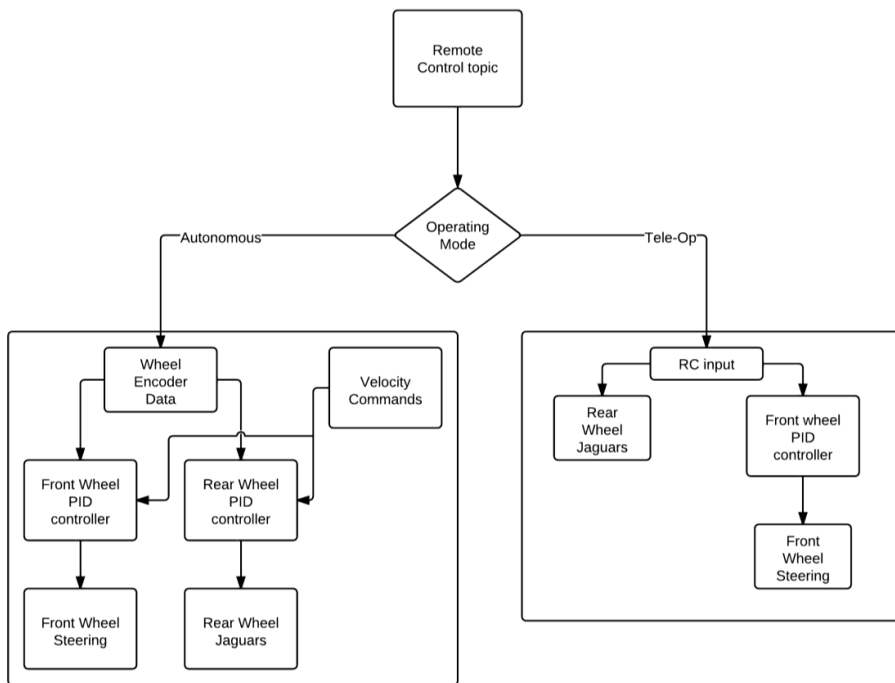 Remote
Control topic
Operating
Mode
Autonomous
Tele-Op
Wheel
Encoder
Data
Velocity
Commands
Front Wheel
PID
controller
Rear Wheel
PID
controller
Front Wheel
Steering
Rear Wheel
Jaguars
RC input
Rear
Wheel
Jaguars
Front wheel
PID
controller
Front
Wheel
Steering